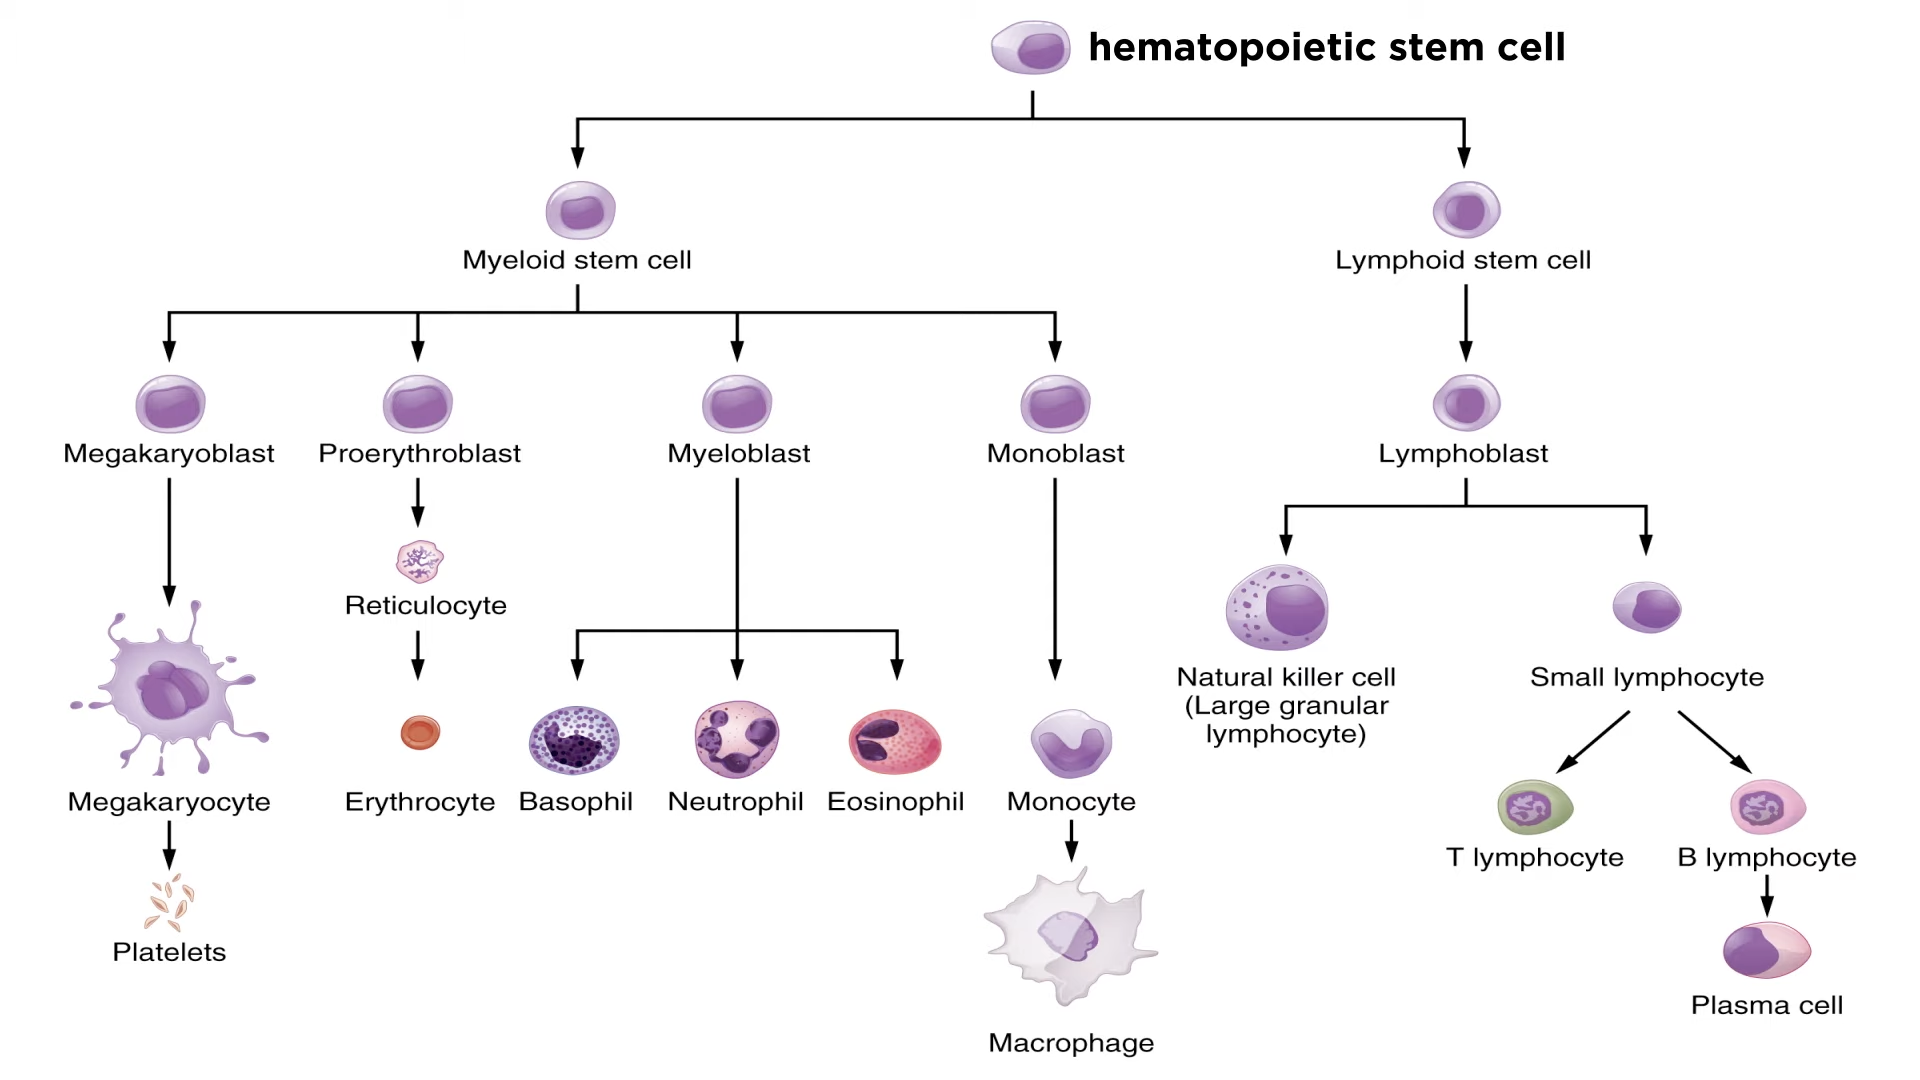 hematopoietic stem cell
Myeloid stem cell
Lymphoid stem cell
Megakaryoblast
Proerythroblast
Myeloblast
Monoblast
Lymphoblast
Reticulocyte
Natural killer cell
(Large granular
lymphocyte)
Small lymphocyte
Megakaryocyte
Erythrocyte
Basophil
Neutrophil
Eosinophil
Monocyte
T lymphocyte
B lymphocyte
Platelets
Macrophage
Plasma cell